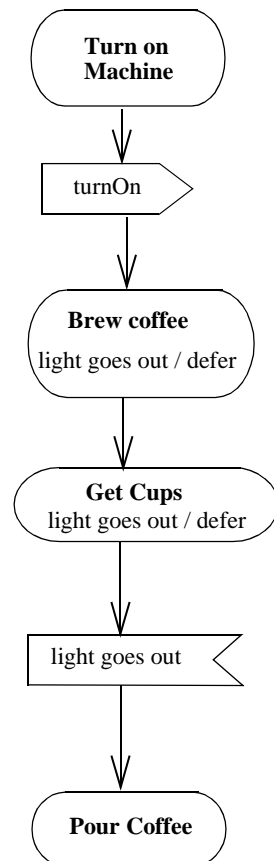 Turn on
Machine
turnOn
Brew coffee
light goes out / defer
Get Cups
light goes out / defer
light goes out
Pour Coffee